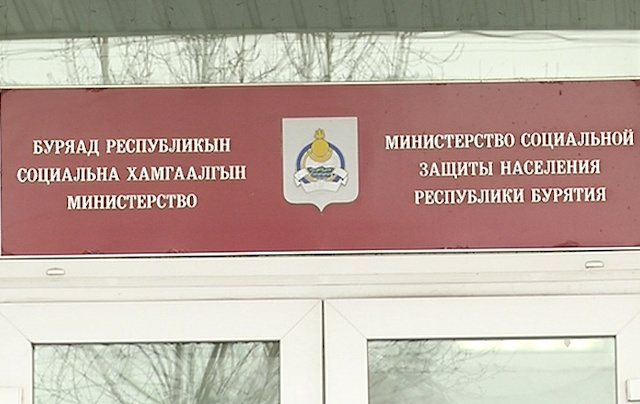 БУРЯАД РЕСПУБЛИКЫН
СОЦИАЛЬНА ХАМГААЛГЫН
МИНИСТЕРСТВО
МИНИСТЕРСТВО СОЦИАЛЬНОЙ
ЗАЩИТЫ НАСЕЛЕНИЯ
РЕСПУБЛИКИ БУРЯТИЯ